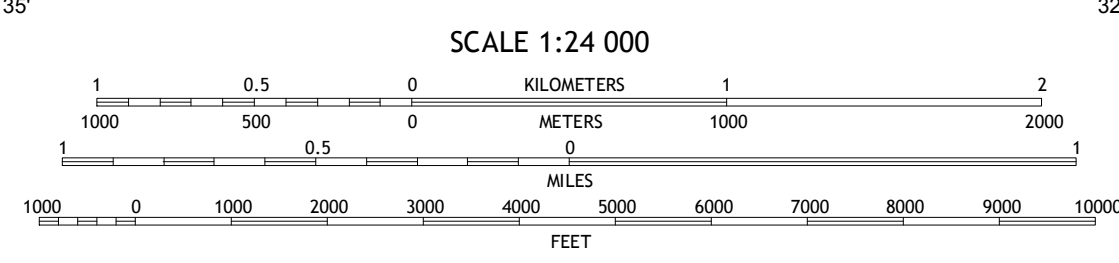 35' 32
SCALE 1:24 000
1 0.5 0 KILOMETERS 1 2
1000 500 0 METERS 1000 2000
1 0.5 0 1
MILES
1000 0 1000 2000 3000 4000 5000 6000 7000 8000 9000 10000
FEET